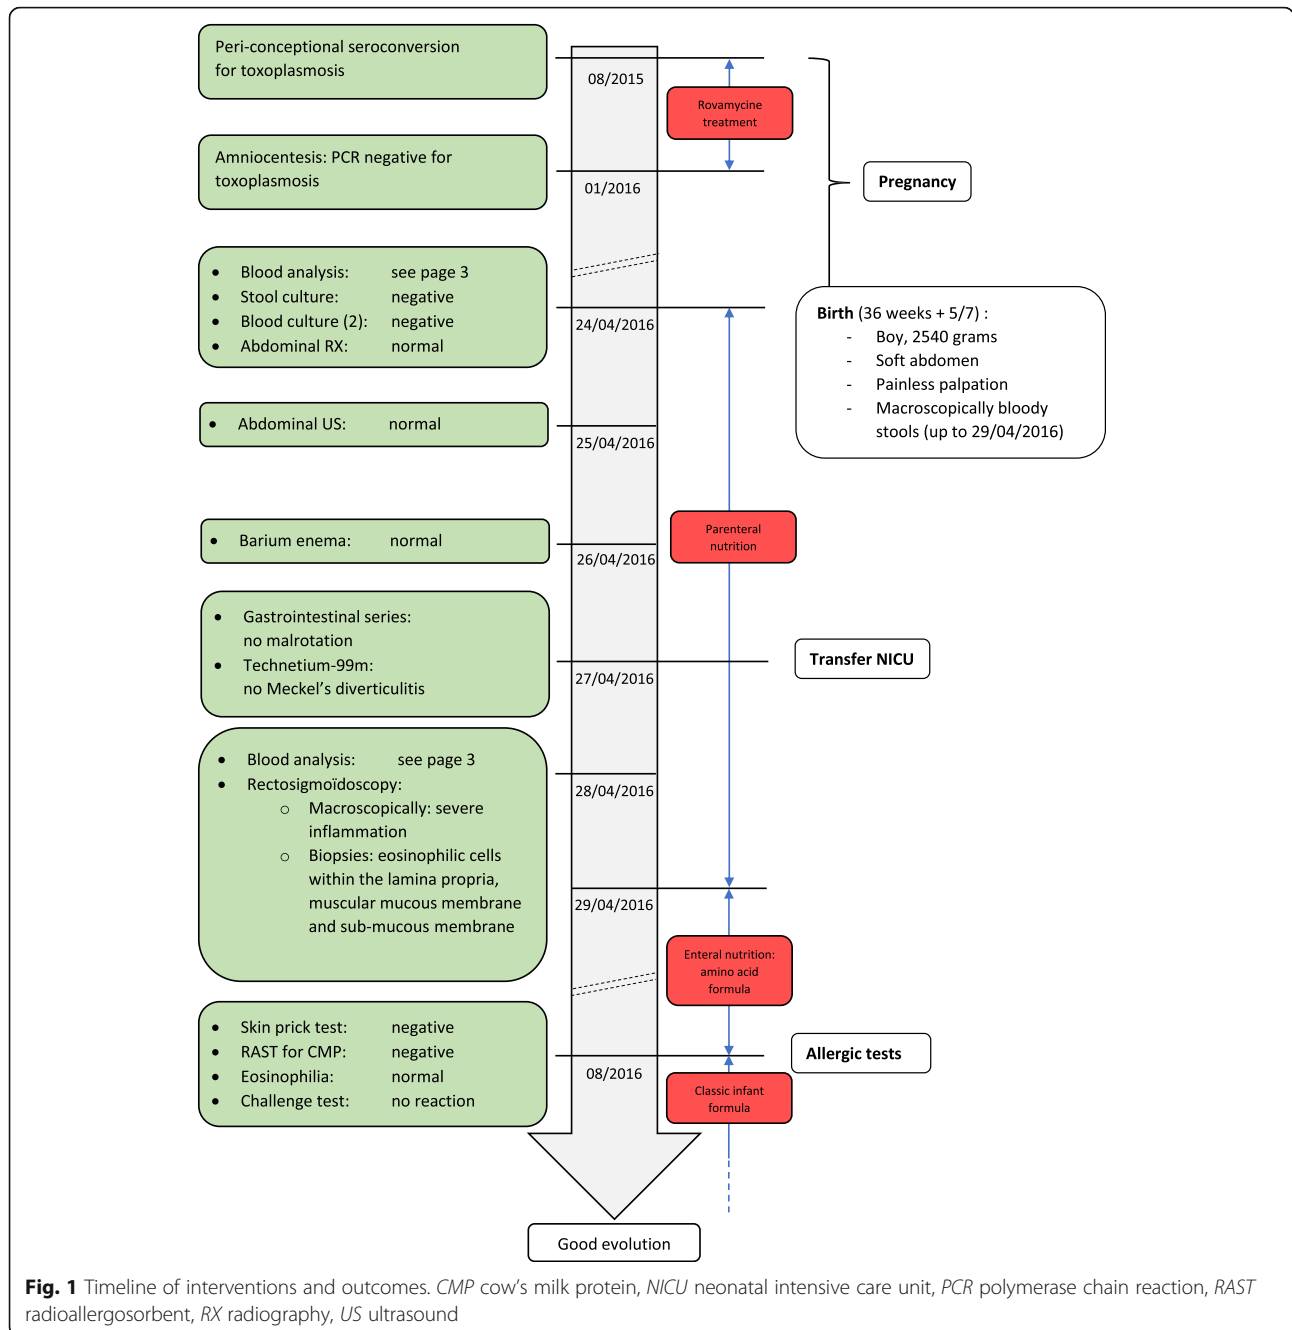 Peri-conceptional seroconversion
for toxoplasmosis
08/2015
Rovamycine
treatment
Amniocentesis: PCR negative for
toxoplasmosis
01/2016
Pregnancy
• Blood analysis: see page 3
• Stool culture: negative
• Blood culture (2): negative
• Abdominal RX: normal
24/04/2016
Birth (36 weeks + 5/7) :
- Boy, 2540 grams
- Soft abdomen
- Painless palpation
- Macroscopically bloody
stools (up to 29/04/2016)
• Abdominal US: normal
25/04/2016
• Barium enema: normal
26/04/2016
Parenteral
nutrition
• Gastrointestinal series:
no malrotation
• Technetium-99m:
no Meckel's diverticulitis
27/04/2016
Transfer NICU
• Blood analysis: see page 3
• Rectosigmoïdoscopy:
o Macroscopically: severe
inflammation
o Biopsies: eosinophilic cells
within the lamina propria,
muscular mucous membrane
and sub-mucous membrane
28/04/2016
29/04/2016
Enteral nutrition:
amino acid
formula
• Skin prick test: negative
• RAST for CMP: negative
• Eosinophilia: normal
• Challenge test: no reaction
08/2016
Allergic tests
Classic infant
formula
Good evolution
Fig. 1 Timeline of interventions and outcomes. CMP cow's milk protein, NICU neonatal intensive care unit, PCR polymerase chain reaction, RAST
radioallergosorbent, RX radiography, US ultrasound